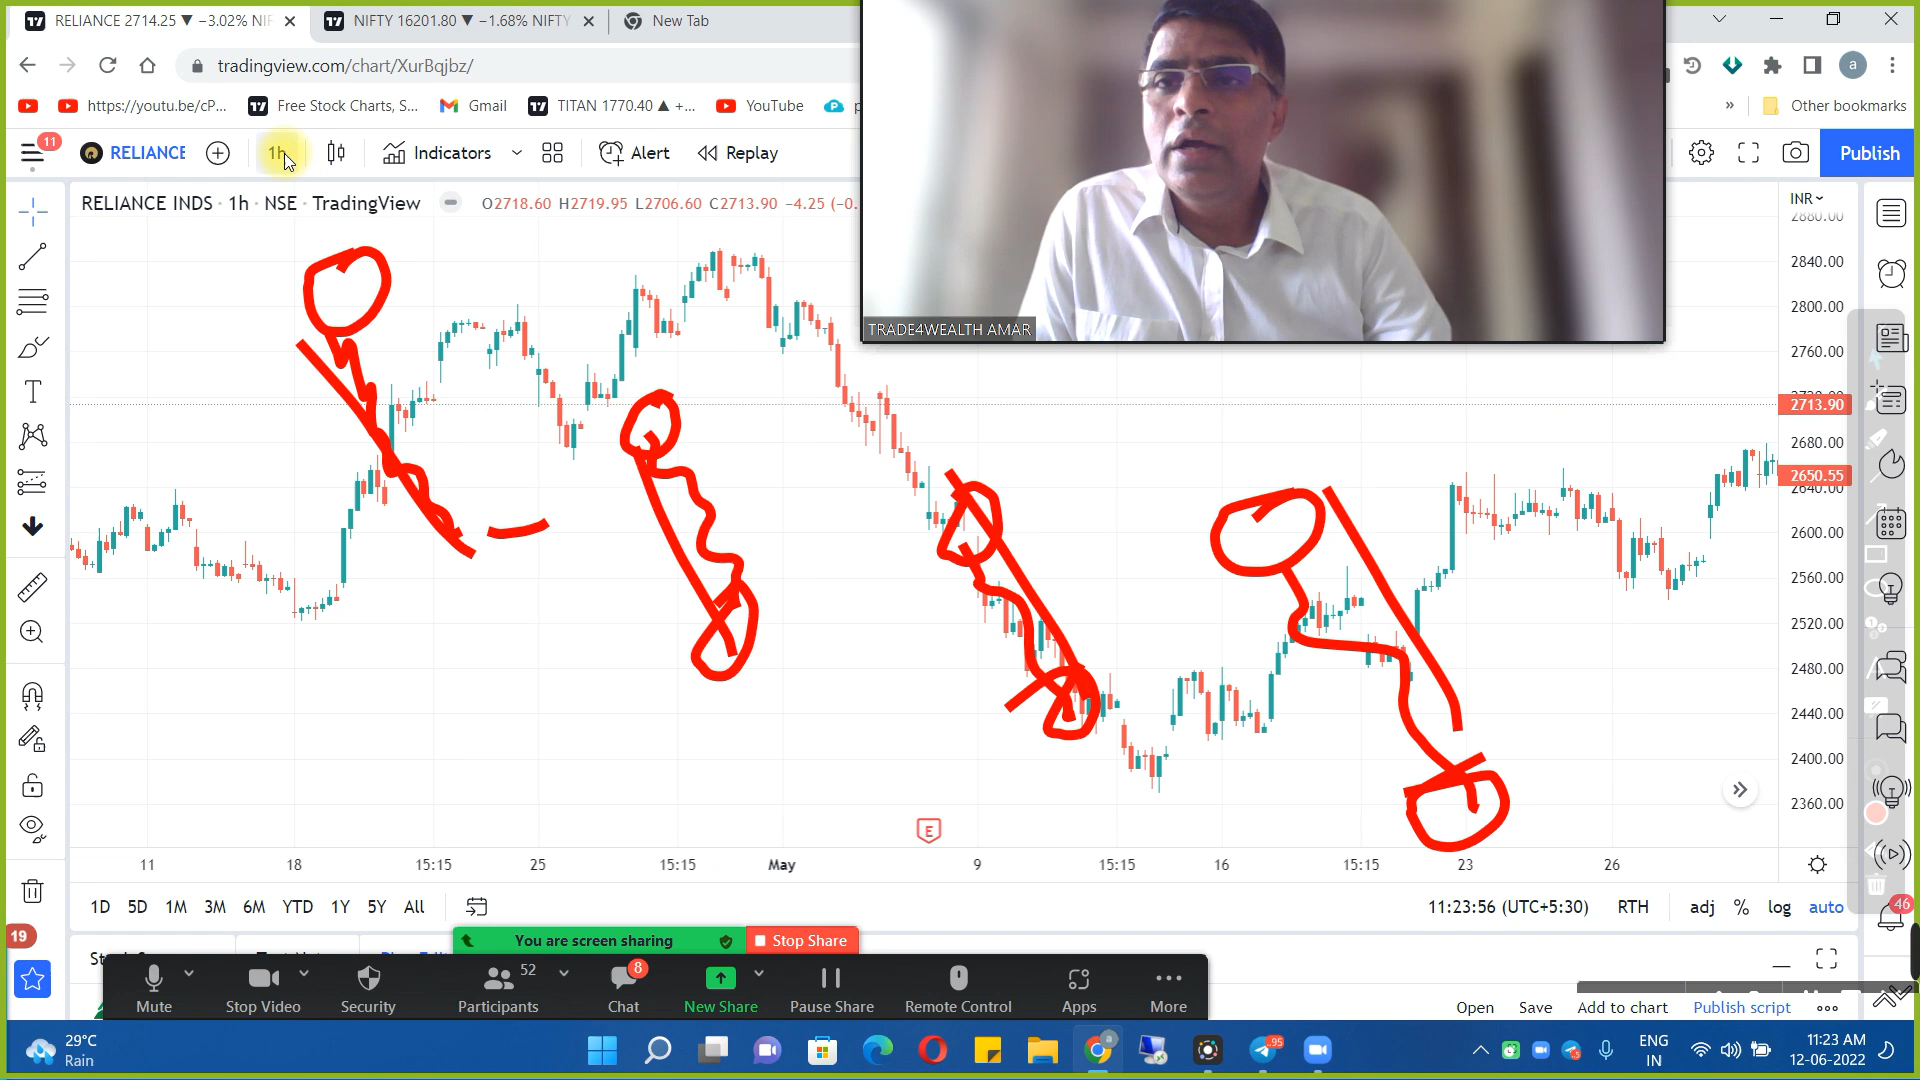 RELIANCE 2714.25 ▼ −3.02% NIF
NIFTY 16201.80 ▼ −1.68% NIFTY
New Tab
tradingview.com/chart/XurBqjbz/
a
https://youtu.be/cP...
Free Stock Charts, S...
Gmail
TITAN 1770.40 ▲ +...
YouTube
»
Other bookmarks
11
RELIANCE
1h
Indicators
Alert
Replay
Publish
RELIANCE INDS · 1h · NSE · TradingView
O2718.60 H2719.95 L2706.60 C2713.90 −4.25 (−0.
INR
2880.00
2840.00
2800.00
2760.00
2720.00
2713.90
2680.00
2650.55
2640.00
2600.00
2560.00
2520.00
2480.00
2440.00
2400.00
2360.00
TRADE4WEALTH AMAR
E
11
18
15:15
25
15:15
May
9
15:15
16
15:15
23
26
1D 5D 1M 3M 6M YTD 1Y 5Y All
11:23:56 (UTC+5:30) RTH adj % log auto
46
19
You are screen sharing
Stop Share
52
8
Mute
Stop Video
Security
Participants
Chat
New Share
Pause Share
Remote Control
Apps
More
Open Save Add to chart Publish script
29°C
Rain
95
ENG
IN
11:23 AM
12-06-2022